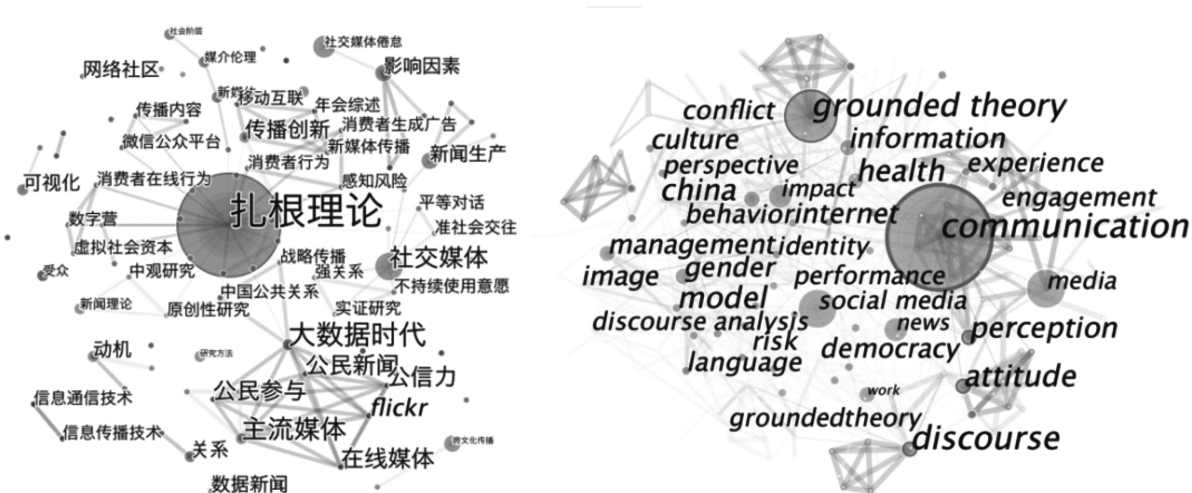 社会阶层
社交媒体倦怠
媒介伦理
网络社区
影响因素
新媒体
移动互联
年会综述
传播内容
传播创新
消费者生成广告
微信公众平台
新媒体传播
新闻生产
消费者行为
可视化
消费者在线行为
感知风险
扎根理论
平等对话
数字营
准社会交往
虚拟社会资本
战略传播
社交媒体
受众
中观研究
强关系
不持续使用意愿
中国公共关系
新闻理论
原创性研究
实证研究
大数据时代
动机
研究方法
公民新闻
公民参与
公信力
信息通信技术
flickr
信息传播技术
主流媒体
跨文化传播
关系
在线媒体
数据新闻
conflict
grounded theory
culture
information
perspective
health
experience
china
impact
engagement
behavior
internet
communication
management
identity
image
gender
performance
media
model
social media
discourse analysis
news
perception
risk
democracy
language
attitude
work
groundedtheory
discourse